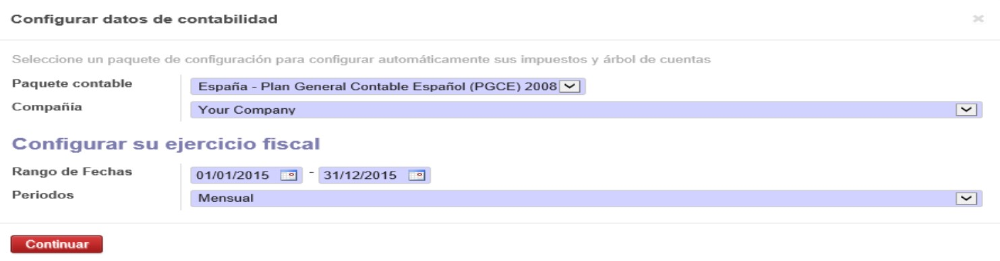 Configurar datos de contabilidad
Seleccione un paquete de configuración para configurar automáticamente sus impuestos y árbol de cuentas
Paquete contable España - Plan General Contable Español (PGCE) 2008
Compañía Your Company
Configurar su ejercicio fiscal
Rango de Fechas 01/01/2015 - 31/12/2015
Periodos Mensual
Continuar